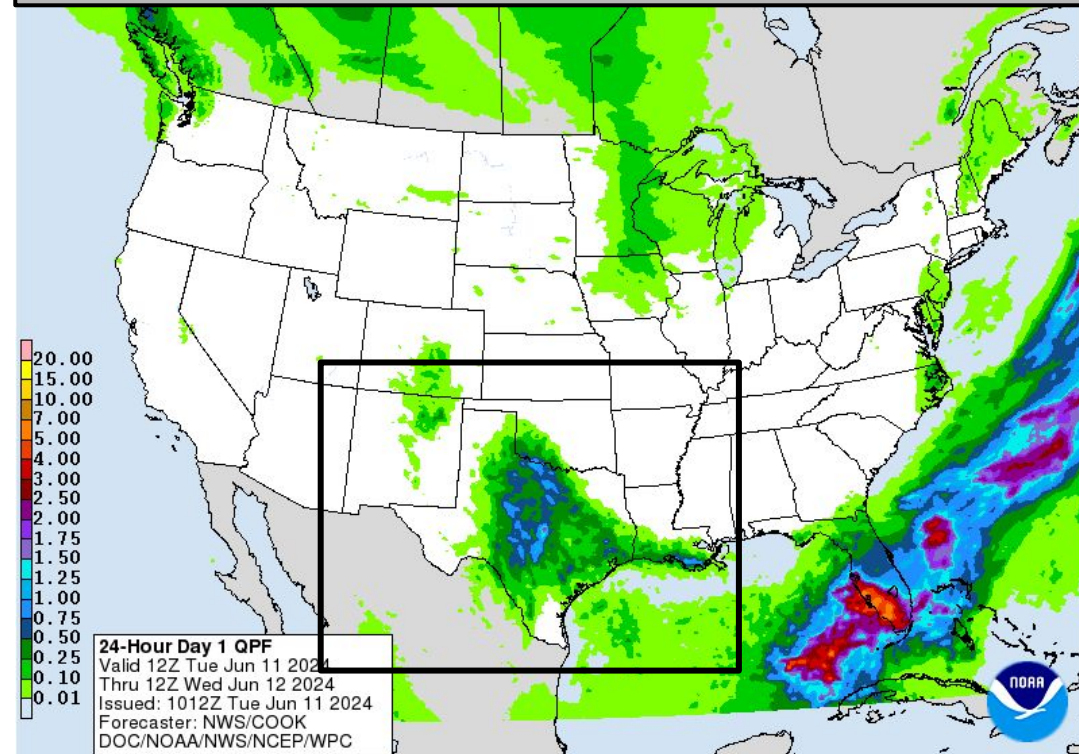 20.00
15.00
10.00
7.00
5.00
4.00
3.00
2.50
2.00
1.75
1.50
1.25
1.00
0.75
0.50
0.25
0.10
0.01
24-Hour Day 1 QPF
Valid 12Z Tue Jun 11 2024
Thru 12Z Wed Jun 12 2024
Issued: 1012Z Tue Jun 11 2024
Forecaster: NWS/COOK
DOC/NOAA/NWS/NCEP/WPC
NOAA